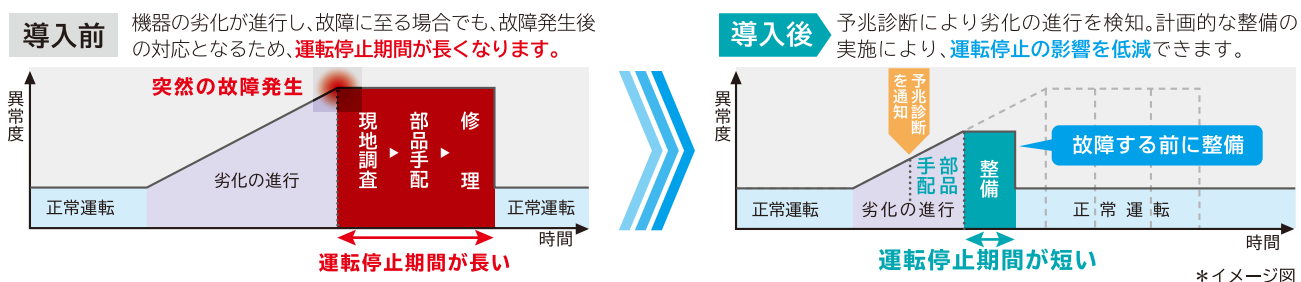 導入前
機器の劣化が進行し、故障に至る場合でも、故障発生後
の対応となるため、運転停止期間が長くなります。
突然の故障発生
異常度
現地調査
部品手配
修理
劣化の進行
正常運転
正常運転
時間
運転停止期間が長い
導入後
予兆診断により劣化の進行を検知。計画的な整備の
実施により、運転停止の影響を低減できます。
異常度
予兆診断
を通知
故障する前に整備
部品
手配
整備
正常運転
劣化の進行
正常運転
時間
運転停止期間が短い
＊イメージ図